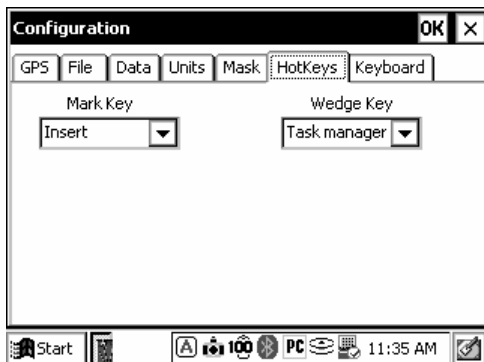 Configuration OK ×
GPS File Data Units Mask HotKeys Keyboard
Mark Key Wedge Key
Insert Task manager
Start A 100 PC 11:35 AM